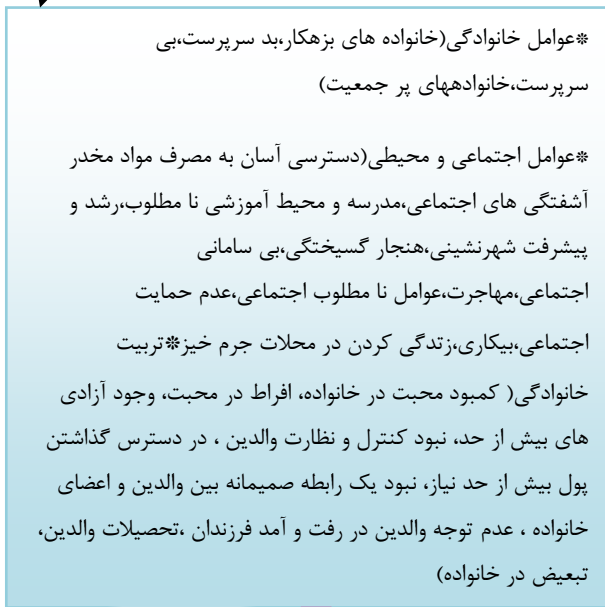 *عوامل خانوادگی(خانواده های بزهکار،بد سرپرست،بی
سرپرست،خانوادههای پر جمعیت)
*عوامل اجتماعی و محیطی(دسترسی آسان به مصرف مواد مخدر
آشفتگی های اجتماعی،مدرسه و محیط آموزشی نا مطلوب،رشد و
پیشرفت شهرنشینی،هنجار گسیختگی،بی سامانی
اجتماعی،مهاجرت،عوامل نا مطلوب اجتماعی،عدم حمایت
اجتماعی،بیکاری،زتدگی کردن در محلات جرم خیز*تربیت
خانوادگی( کمبود محبت در خانواده، افراط در محبت، وجود آزادی
های بیش از حد، نبود کنترل و نظارت والدین ، در دسترس گذاشتن
پول بیش از حد نیاز، نبود یک رابطه صمیمانه بین والدین و اعضای
خانواده ، عدم توجه والدین در رفت و آمد فرزندان ،تحصیلات والدین،
تبعیض در خانواده)